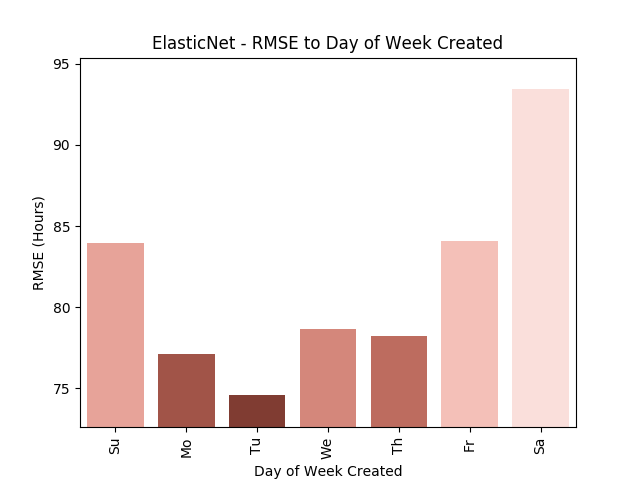 ElasticNet - RMSE to Day of Week Created
95
90
85
80
75
RMSE (Hours)
Su
Mo
Tu
We
Th
Fr
Sa
Day of Week Created